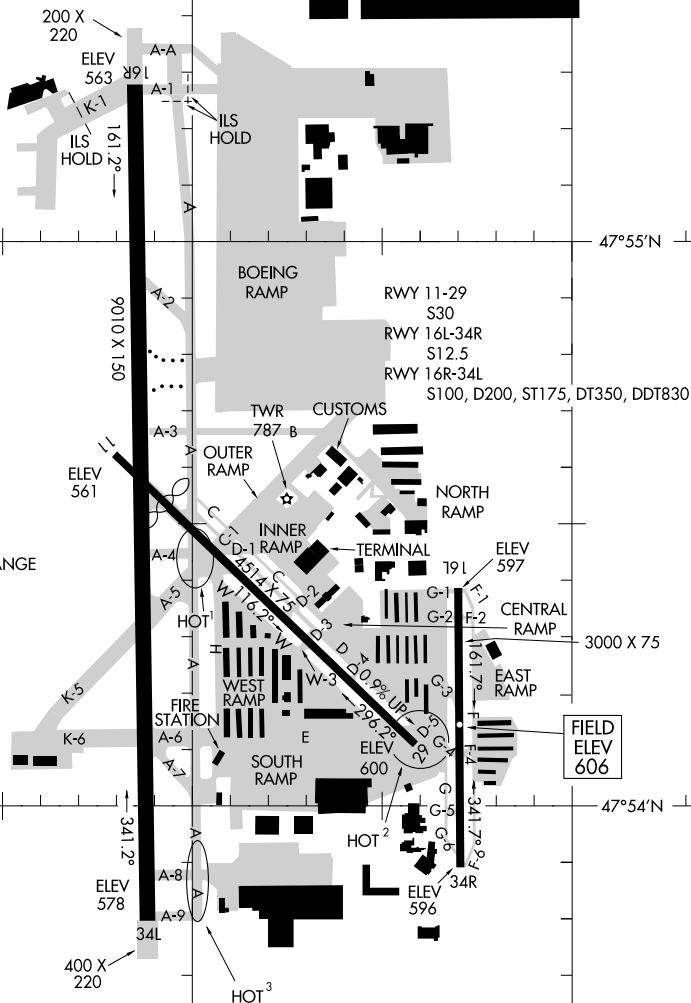 200 X
220
ELEV
563
16R
A-A
A-1
K-1
ILS
HOLD
ILS
HOLD
161.2°
A
47°55'N
BOEING
RAMP
A-2
9010 X 150
RWY 11-29
S30
RWY 16L-34R
S12.5
RWY 16R-34L
S100, D200, ST175, DT350, DDT830
TWR
787
B
CUSTOMS
A-3
A
11
ELEV
561
OUTER
RAMP
NORTH
RAMP
C
C-1
D-1
INNER
RAMP
TERMINAL
16L
ELEV
597
ANGE
A-4
A-5
4514 X 75
116.2°
C
D-2
G-1
F-1
G-2
F-2
CENTRAL
RAMP
3000 X 75
HOT1
W
W
D-3
D
D-4
161.7°
A
H
WEST
RAMP
W-3
0.9% UP
G-3
EAST
RAMP
K-5
FIRE
STATION
296.2°
D-5
F
K-6
A-6
E
ELEV
600
29
G-4
F-4
FIELD
ELEV
606
A-7
SOUTH
RAMP
G
47°54'N
341.2°
A
HOT2
G-5
G-6
341.7°
F-6
A-8
A
ELEV
578
A-9
34L
ELEV
596
34R
400 X
220
HOT3